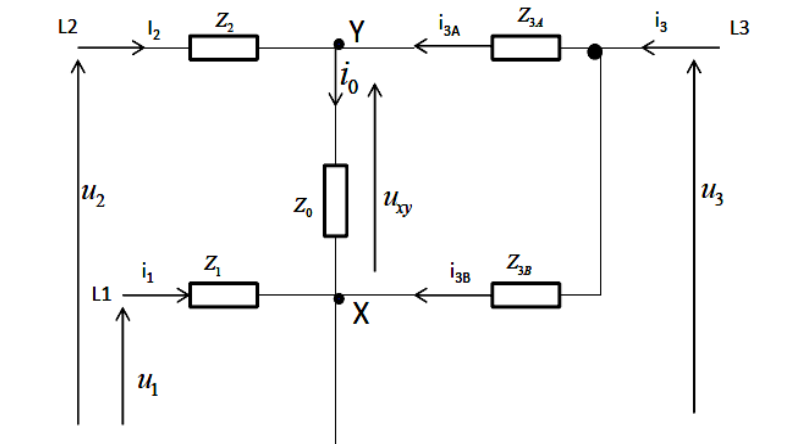 L2 I₂ Z₂ Y i₃A Z₃A i₃ L3
i₀
u₂ Z₀ uxy u₃
i₁ Z₁ i₃B Z₃B
L1 X
u₁